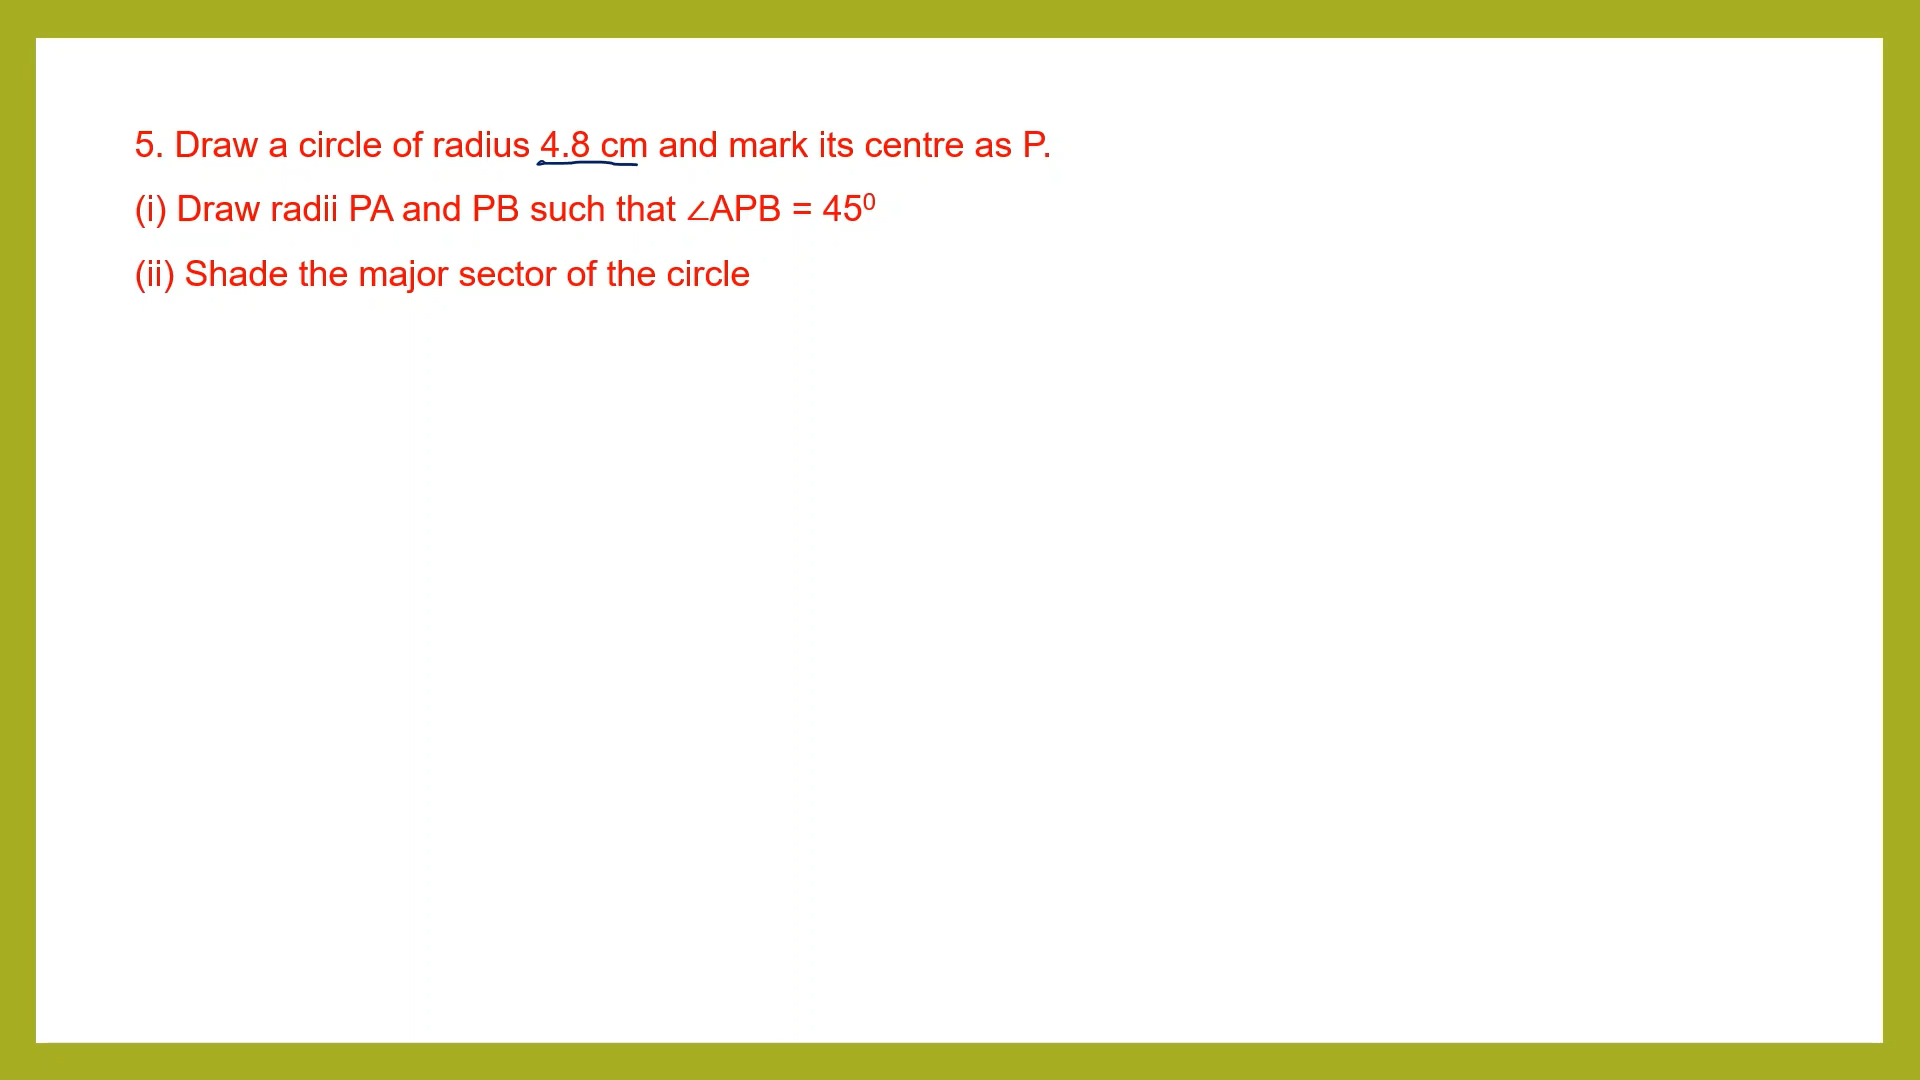 5. Draw a circle of radius 4.8 cm and mark its centre as P.
(i) Draw radii PA and PB such that ∠APB = 45⁰
(ii) Shade the major sector of the circle